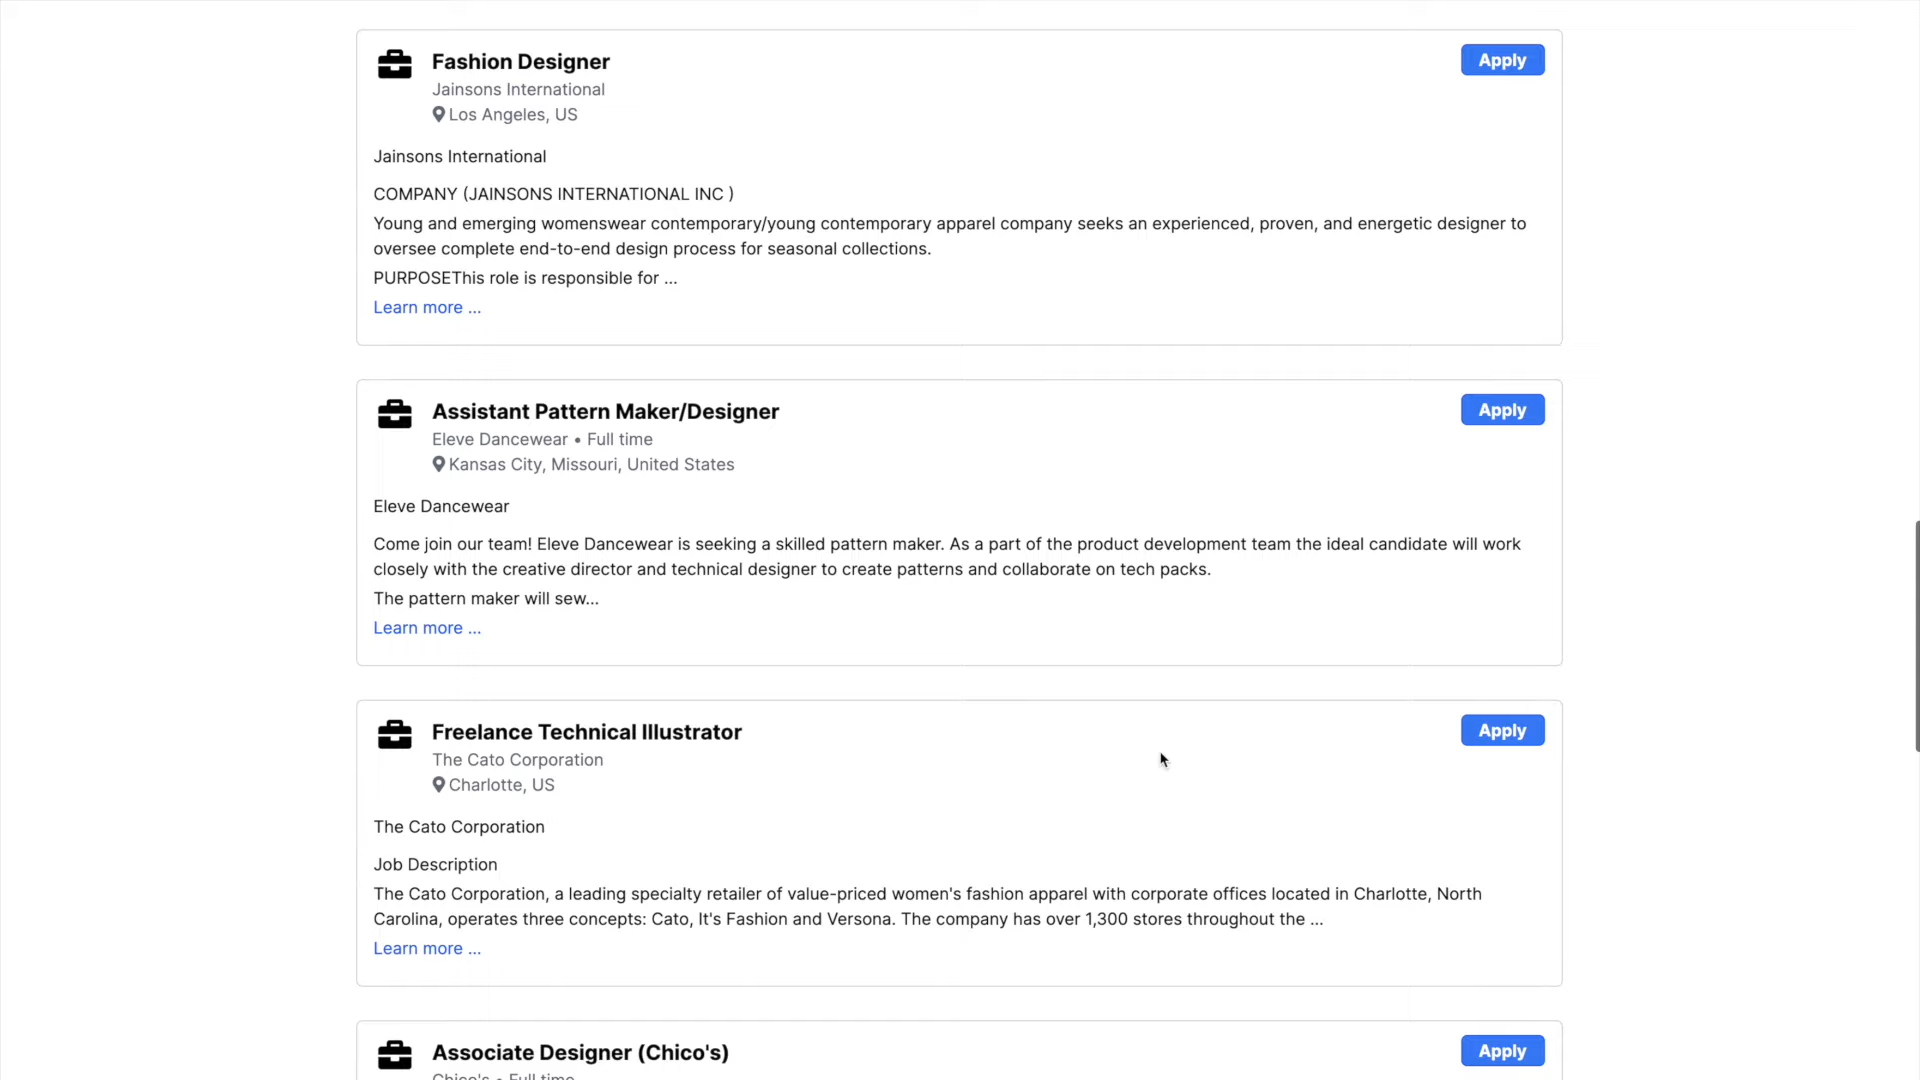 Fashion Designer
Apply
Jainsons International
Los Angeles, US
Jainsons International
COMPANY (JAINSONS INTERNATIONAL INC )
Young and emerging womenswear contemporary/young contemporary apparel company seeks an experienced, proven, and energetic designer to
oversee complete end-to-end design process for seasonal collections.
PURPOSEThis role is responsible for ...
Learn more ...
Assistant Pattern Maker/Designer
Apply
Eleve Dancewear • Full time
Kansas City, Missouri, United States
Eleve Dancewear
Come join our team! Eleve Dancewear is seeking a skilled pattern maker. As a part of the product development team the ideal candidate will work
closely with the creative director and technical designer to create patterns and collaborate on tech packs.
The pattern maker will sew...
Learn more ...
Freelance Technical Illustrator
Apply
The Cato Corporation
Charlotte, US
The Cato Corporation
Job Description
The Cato Corporation, a leading specialty retailer of value-priced women's fashion apparel with corporate offices located in Charlotte, North
Carolina, operates three concepts: Cato, It's Fashion and Versona. The company has over 1,300 stores throughout the ...
Learn more ...
Associate Designer (Chico's)
Apply
Chico's • Full time